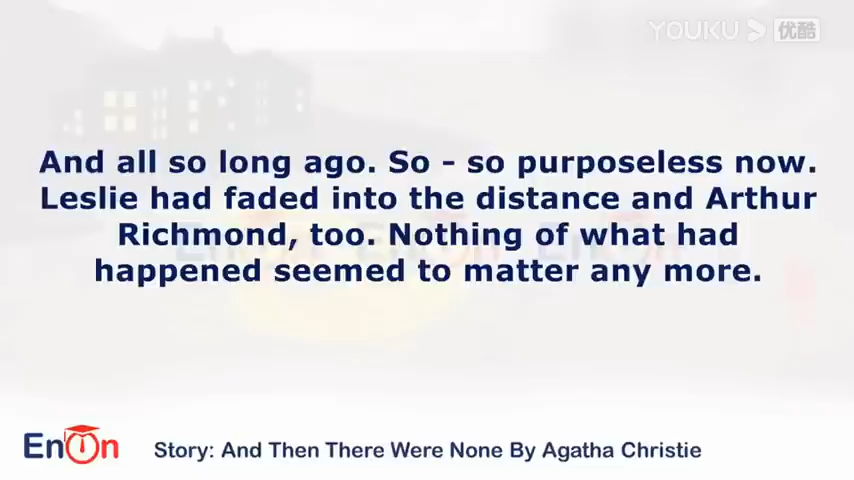 YOUKU 优酷
And all so long ago. So - so purposeless now.
Leslie had faded into the distance and Arthur
Richmond, too. Nothing of what had
happened seemed to matter any more.
EnOn
Story: And Then There Were None By Agatha Christie